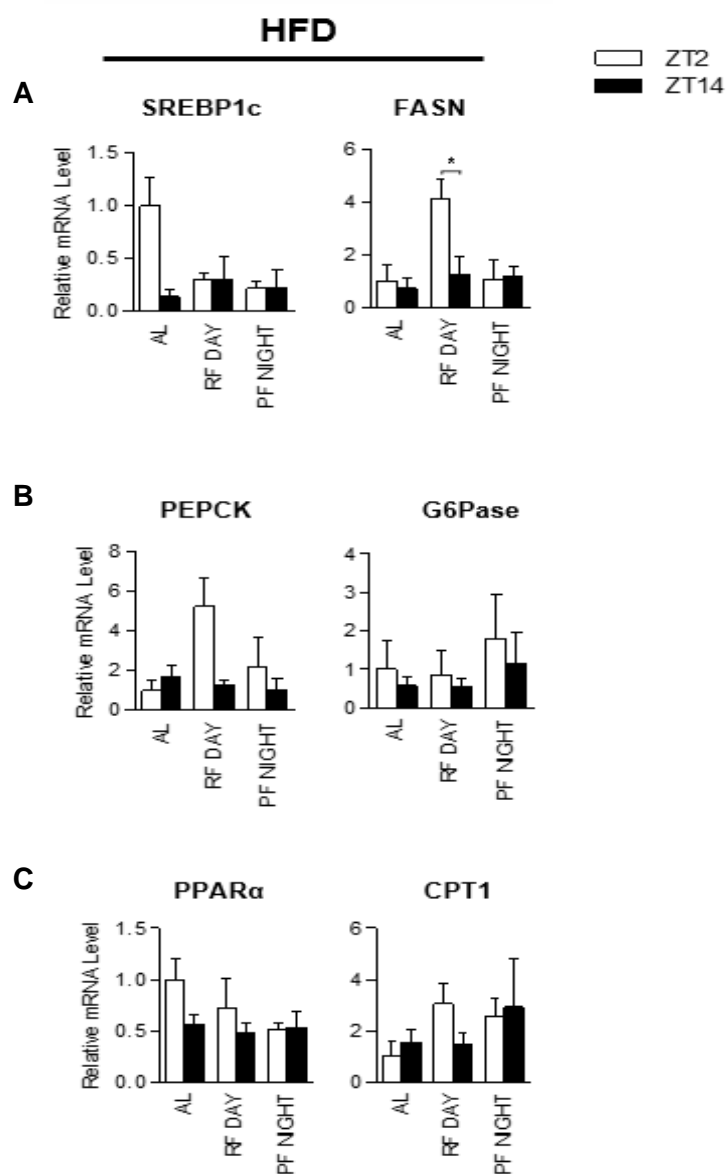 HFD
ZT2
ZT14
A
SREBP1c
FASN
Relative mRNA Level
1.5
1.0
0.5
0.0
AL
RF DAY
PF NIGHT
6
4
2
0
*
AL
RF DAY
PF NIGHT
B
PEPCK
G6Pase
Relative mRNA Level
8
6
4
2
0
AL
RF DAY
PF NIGHT
4
3
2
1
0
AL
RF DAY
PF NIGHT
C
PPARα
CPT1
Relative mRNA Level
1.5
1.0
0.5
0.0
AL
RF DAY
PF NIGHT
6
4
2
0
AL
RF DAY
PF NIGHT